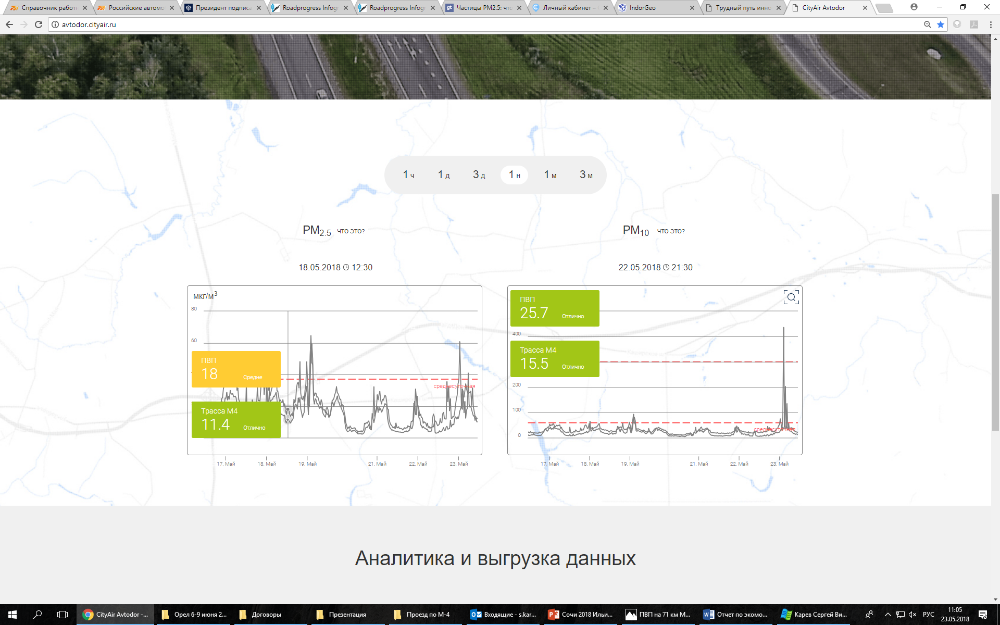 Справочник работ
Российские автомо
Президент подписа
Roadprogress Infogr
Roadprogress Infogr
gt Частицы PM2.5: что
Личный кабинет –
IndorGeo
Трудный путь инно
CityAir Avtodor
avtodor.cityair.ru
1 ч 1 д 3 д 1 н 1 м 3 м
PM2.5 что это?
18.05.2018 12:30
мкг/м3
80
60
ПВП
18 Средне
среднесуточная
Трасса М4
11.4 Отлично
17. Май 18. Май 19. Май 21. Май 22. Май 23. Май
PM10 что это?
22.05.2018 21:30
ПВП
25.7 Отлично
400
Трасса М4
15.5 Отлично
200
100
среднесуточная
0
17. Май 18. Май 19. Май 21. Май 22. Май 23. Май
Аналитика и выгрузка данных
CityAir Avtodor -...
Орел 6-9 июня 2...
Договоры
Презентация
Проезд по М-4
Входящие - s.kar...
Сочи 2018 Ильи...
ПВП на 71 км М...
Отчет по экомо...
Карев Сергей Ви...
РУС
11:05
23.05.2018